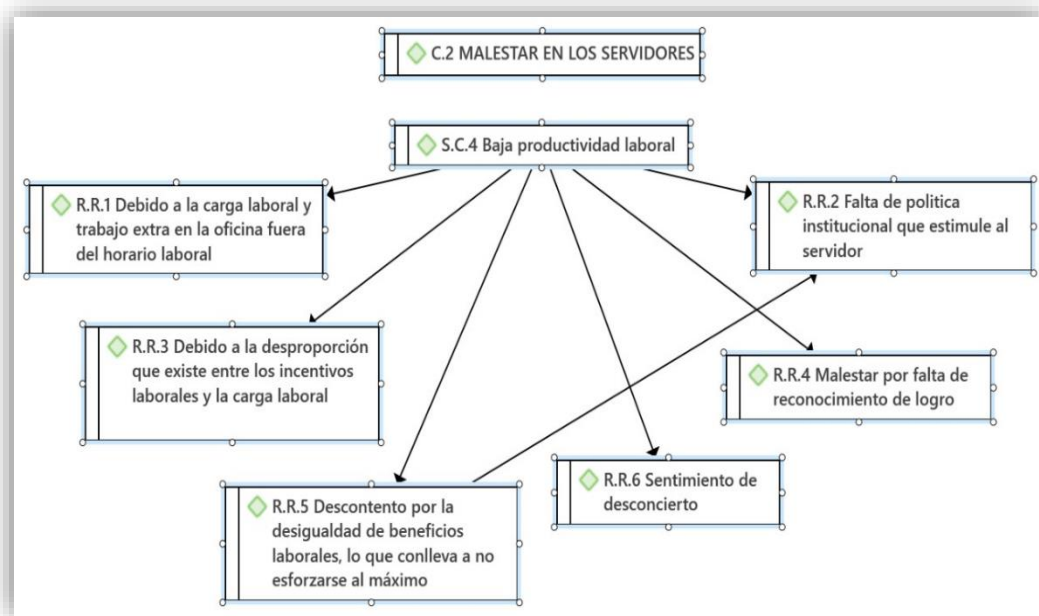 C.2 MALESTAR EN LOS SERVIDORES
S.C.4 Baja productividad laboral
R.R.1 Debido a la carga laboral y
trabajo extra en la oficina fuera
del horario laboral
R.R.2 Falta de politica
institucional que estimule al
servidor
R.R.3 Debido a la desproporción
que existe entre los incentivos
laborales y la carga laboral
R.R.4 Malestar por falta de
reconocimiento de logro
R.R.5 Descontento por la
desigualdad de beneficios
laborales, lo que conlleva a no
esforzarse al máximo
R.R.6 Sentimiento de
desconcierto